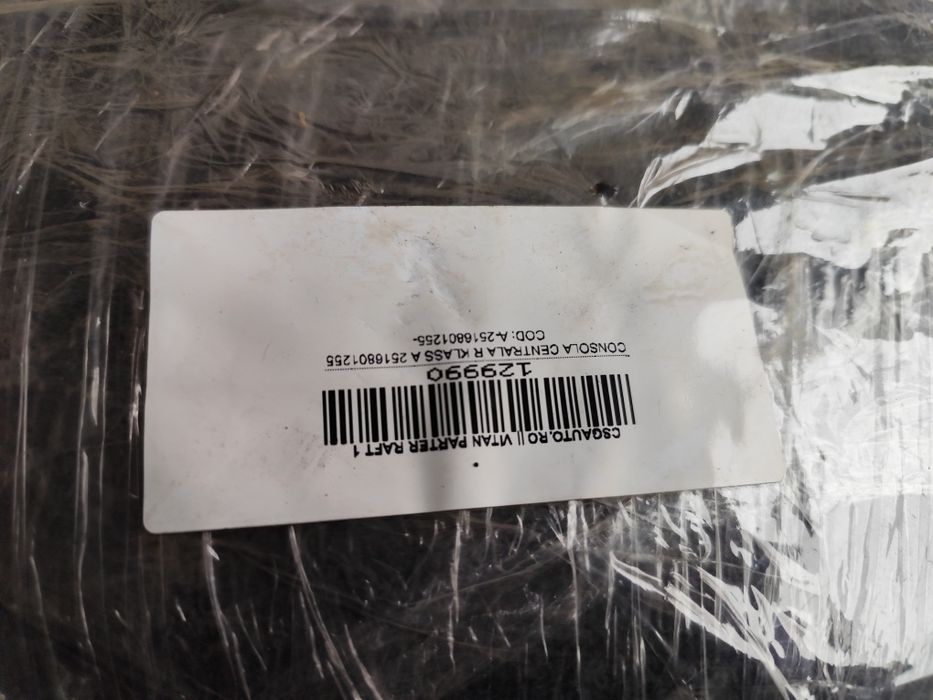 CSGAUTO.RO || VITAN PARTER RAFT 1
129990
CONSOLA CENTRALA R KLASS A 2516801255
COD: A-2516801255-